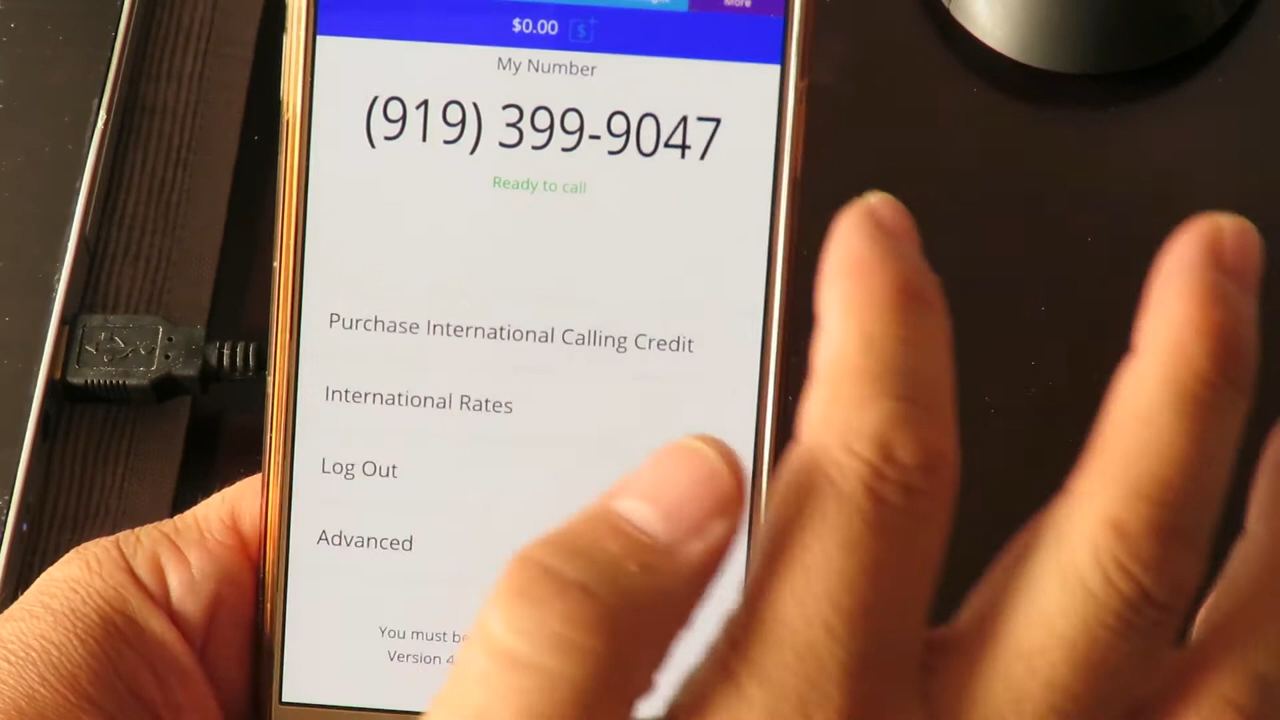 More
$0.00
My Number
(919) 399-9047
Ready to call
Purchase International Calling Credit
International Rates
Log Out
Advanced
You must be
Version 4